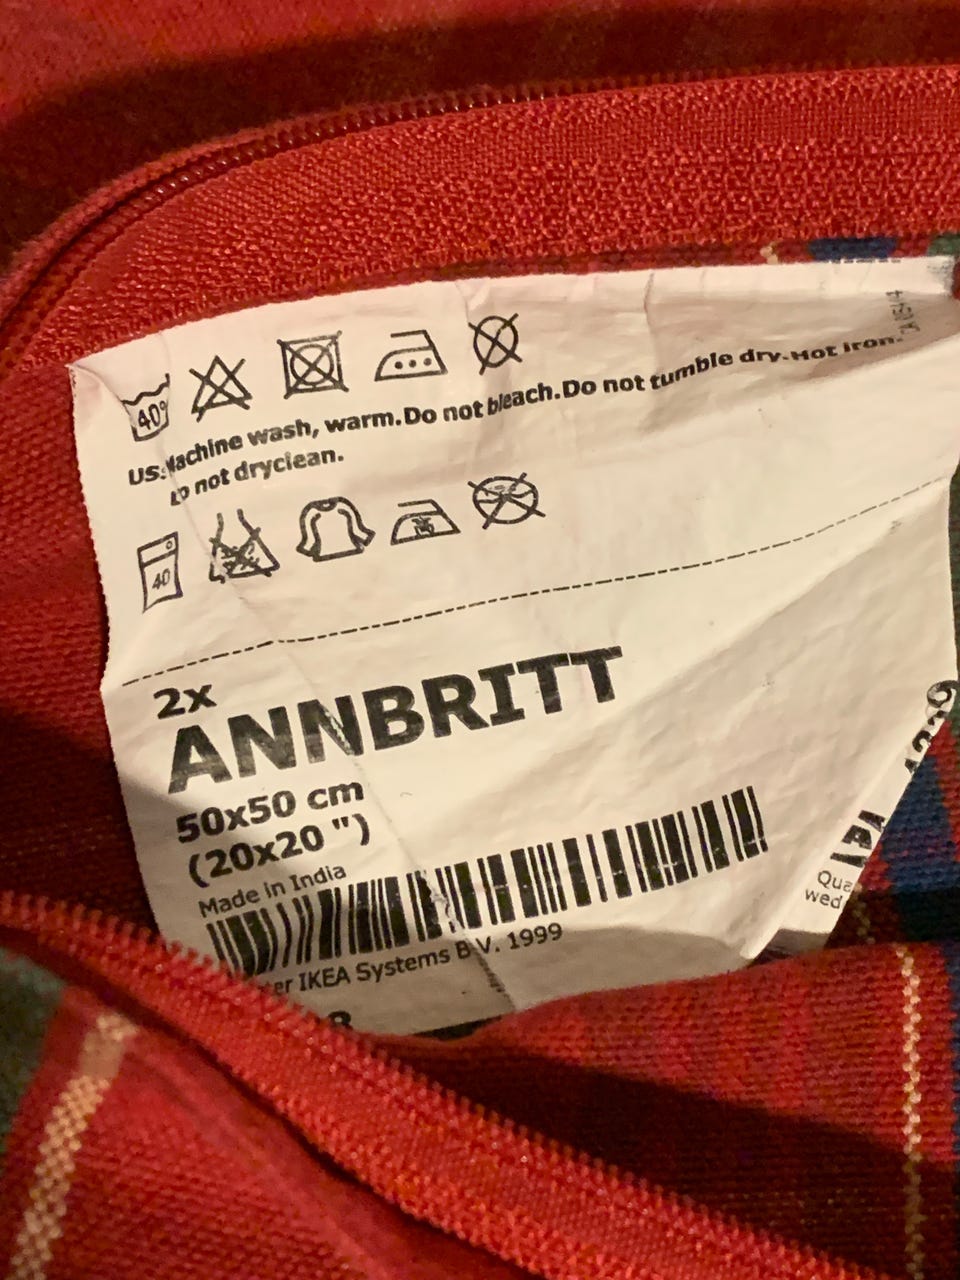 40°
US: Machine wash, warm. Do not bleach. Do not tumble dry. Hot iron.
Do not dryclean.
40
2x
ANNBRITT
50x50 cm
(20x20 ")
Made in India
IKEA Systems B.V. 1999